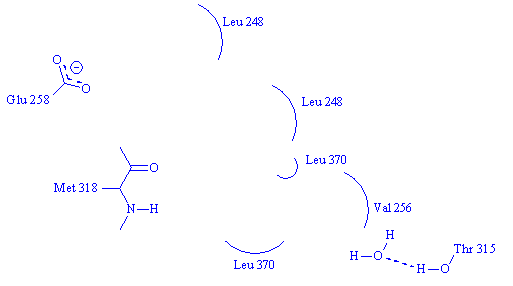 Leu 248
O
−
O
Glu 258
Leu 248
Leu 370
O
Met 318
N H
Val 256
H
H O
H O
Thr 315
Leu 370